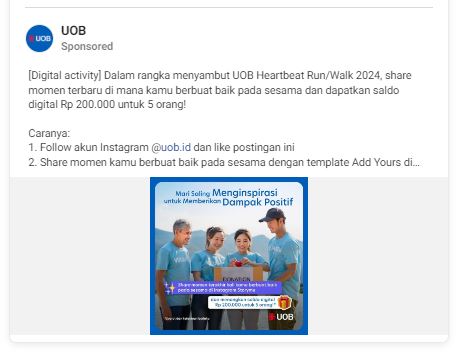 UOB
UOB
Sponsored
[Digital activity] Dalam rangka menyambut UOB Heartbeat Run/Walk 2024, share
momen terbaru di mana kamu berbuat baik pada sesama dan dapatkan saldo
digital Rp 200.000 untuk 5 orang!
Caranya:
1. Follow akun Instagram @uob.id dan like postingan ini
2. Share momen kamu berbuat baik pada sesama dengan template Add Yours di...
Mari Saling Menginspirasi
untuk Memberikan Dampak Positif
DONATION
Share momen terakhir kali kamu berbuat baik
pada sesama di Instagram Storymu
dan menangkan saldo digital
Rp 200.000 untuk 5 orang!*
UOB